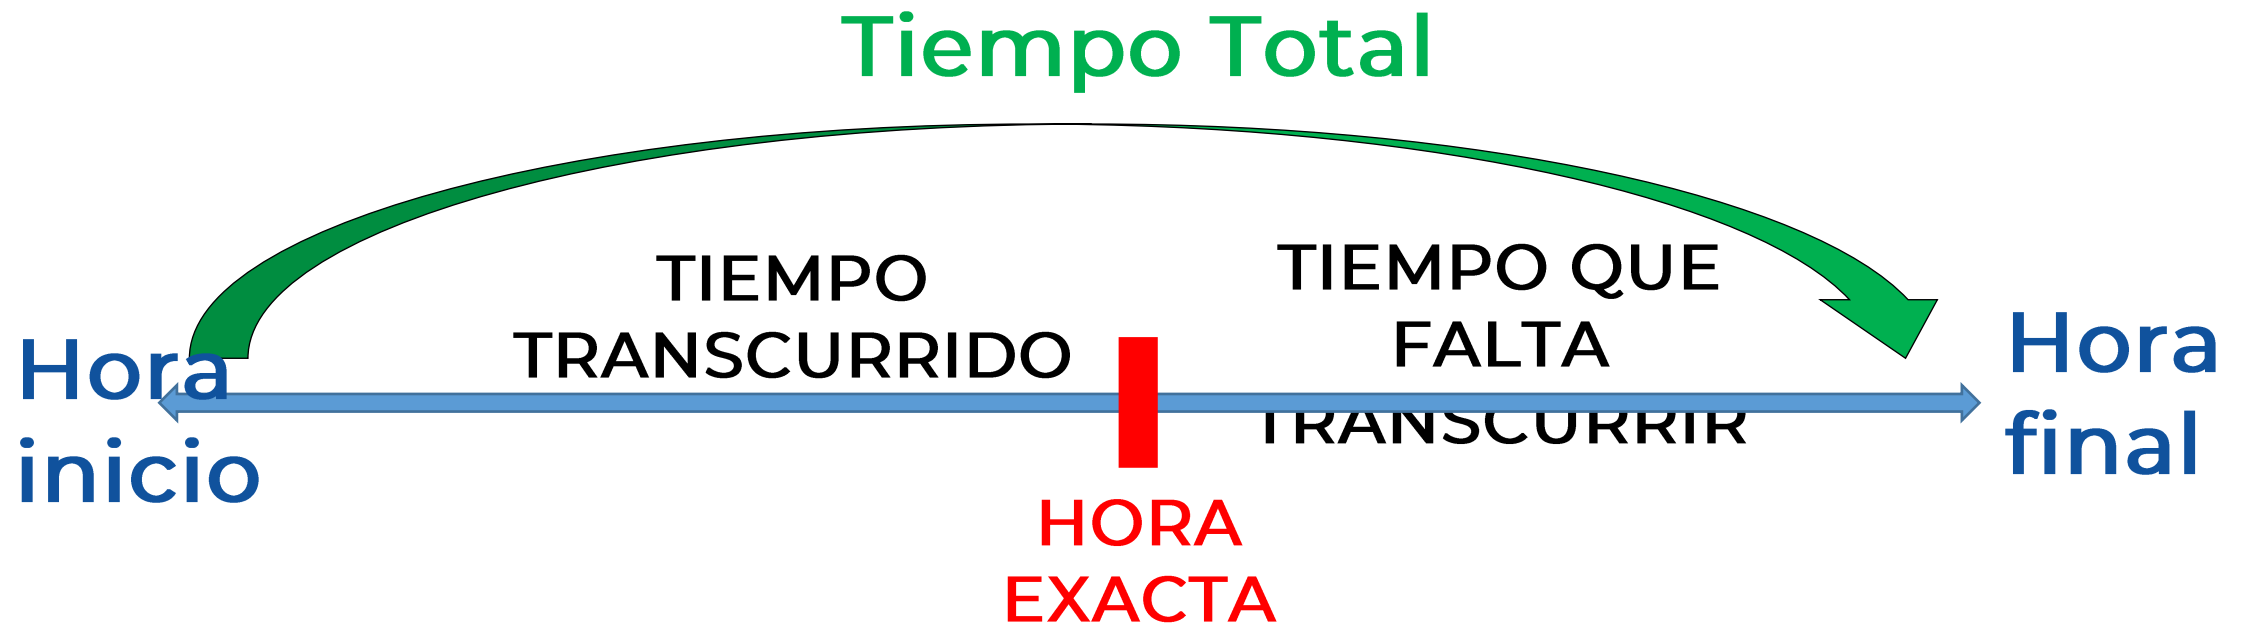 Tiempo Total
Hora
inicio
TIEMPO
TRANSCURRIDO
TIEMPO QUE
FALTA
TRANSCURRIR
Hora
final
HORA
EXACTA